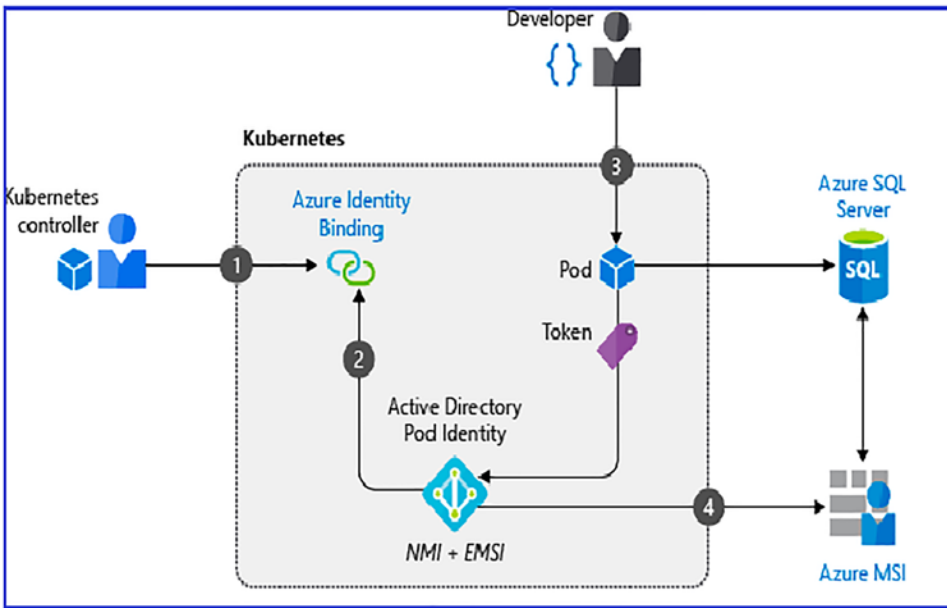 Developer
{ }
Kubernetes
3
Kubernetes
controller
Azure Identity
Binding
Azure SQL
Server
1
Pod
SQL
Token
2
Active Directory
Pod Identity
4
NMI + EMSI
Azure MSI